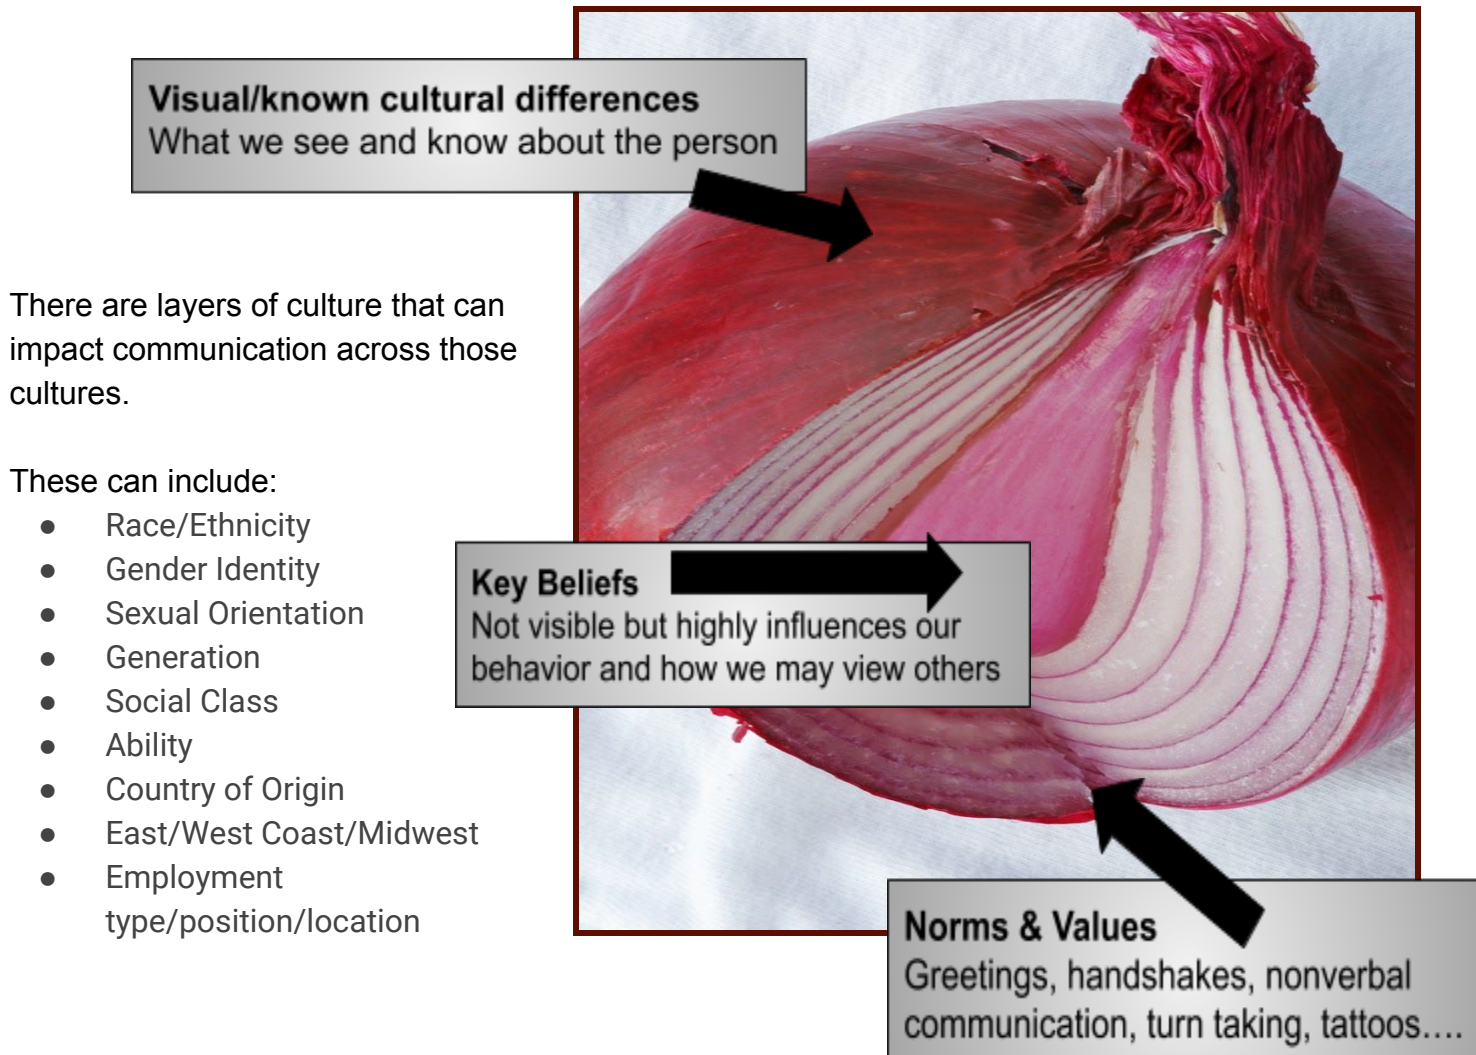 Visual/known cultural differences
What we see and know about the person
There are layers of culture that can
impact communication across those
cultures.
These can include:
● Race/Ethnicity
● Gender Identity
● Sexual Orientation
● Generation
● Social Class
● Ability
● Country of Origin
● East/West Coast/Midwest
● Employment
type/position/location
Key Beliefs
Not visible but highly influences our
behavior and how we may view others
Norms & Values
Greetings, handshakes, nonverbal
communication, turn taking, tattoos....